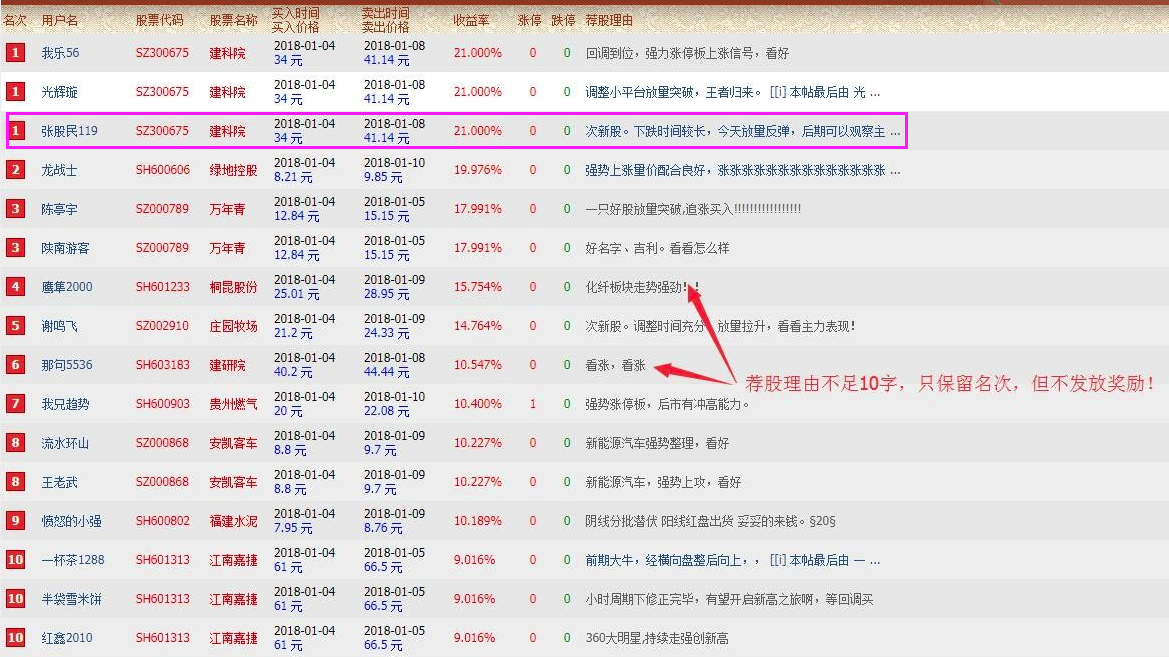 名次 用户名 股票代码 股票名称 买入时间 卖出时间 收益率 涨停 跌停 荐股理由
买入价格 卖出价格
1 我乐56 SZ300675 建科院 2018-01-04 2018-01-08 21.000% 0 0 回调到位，强力涨停板上涨信号，看好
34 元 41.14 元
1 光辉璇 SZ300675 建科院 2018-01-04 2018-01-08 21.000% 0 0 调整小平台放量突破，王者归来。 [[i] 本帖最后由 光 ...
34 元 41.14 元
1 张股民119 SZ300675 建科院 2018-01-04 2018-01-08 21.000% 0 0 次新股。下跌时间较长，今天放量反弹，后期可以观察主 ...
34 元 41.14 元
2 龙战士 SH600606 绿地控股 2018-01-04 2018-01-10 19.976% 0 0 强势上涨量价配合良好，涨涨涨涨涨涨涨涨涨涨涨涨涨涨 ...
8.21 元 9.85 元
3 陈亭宇 SZ000789 万年青 2018-01-04 2018-01-05 17.991% 0 0 一只好股放量突破,追涨买入!!!!!!!!!!!!!!!!!
12.84 元 15.15 元
3 陕南游客 SZ000789 万年青 2018-01-04 2018-01-05 17.991% 0 0 好名字、吉利。看看怎么样
12.84 元 15.15 元
4 鹰隼2000 SH601233 桐昆股份 2018-01-04 2018-01-09 15.754% 0 0 化纤板块走势强劲！！
25.01 元 28.95 元
5 谢鸣飞 SZ002910 庄园牧场 2018-01-04 2018-01-09 14.764% 0 0 次新股。调整时间充分，放量拉升，看看主力表现！
21.2 元 24.33 元
6 那句5536 SH603183 建研院 2018-01-04 2018-01-08 10.547% 0 0 看涨，看涨
40.2 元 44.44 元
荐股理由不足10字，只保留名次，但不发放奖励！
7 我兄趋势 SH600903 贵州燃气 2018-01-04 2018-01-10 10.400% 1 0 强势涨停板，后市有冲高能力。
20 元 22.08 元
8 流水环山 SZ000868 安凯客车 2018-01-04 2018-01-09 10.227% 0 0 新能源汽车强势整理，看好
8.8 元 9.7 元
8 王老武 SZ000868 安凯客车 2018-01-04 2018-01-09 10.227% 0 0 新能源汽车，强势上攻，看好
8.8 元 9.7 元
9 愤怒的小强 SH600802 福建水泥 2018-01-04 2018-01-09 10.189% 0 0 阴线分批潜伏 阳线红盘出货 妥妥的来钱。§20§
7.95 元 8.76 元
10 一杯茶1288 SH601313 江南嘉捷 2018-01-04 2018-01-05 9.016% 0 0 前期大牛，经横向盘整后向上，， [[i] 本帖最后由 一 ...
61 元 66.5 元
10 半袋雪米饼 SH601313 江南嘉捷 2018-01-04 2018-01-05 9.016% 0 0 小时周期下修正完毕，有望开启新高之旅啊，等回调买
61 元 66.5 元
10 红鑫2010 SH601313 江南嘉捷 2018-01-04 2018-01-05 9.016% 0 0 360大明星,持续走强创新高
61 元 66.5 元